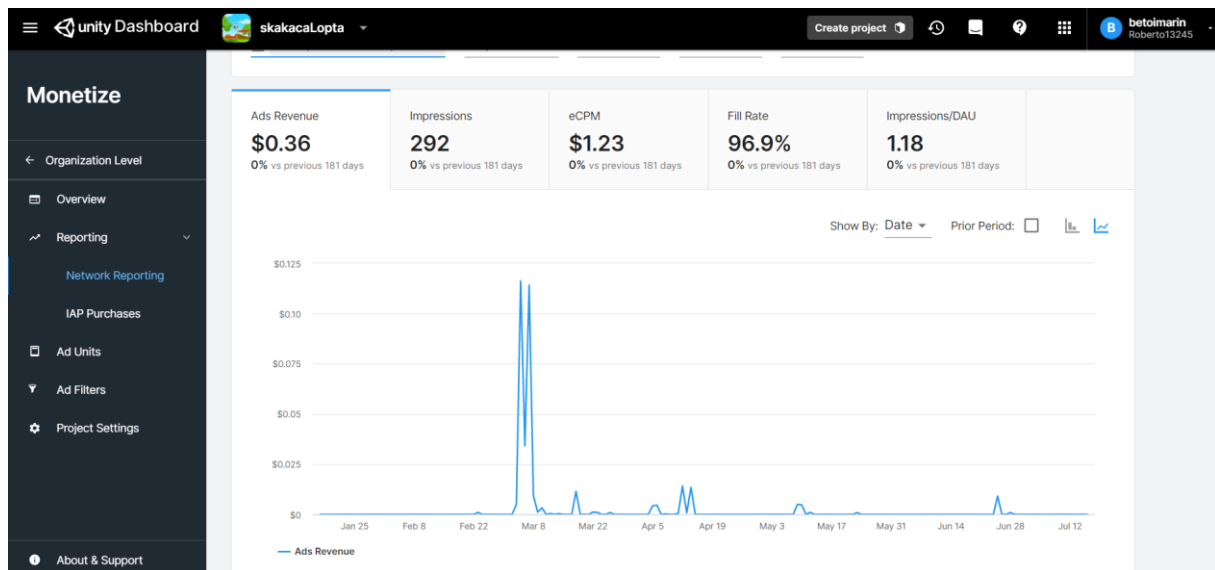 unity Dashboard
skakacaLopta
Create project
B
betoimarin
Roberto13245
Monetize
Organization Level
Overview
Reporting
Network Reporting
IAP Purchases
Ad Units
Ad Filters
Project Settings
About & Support
Ads Revenue
$0.36
0% vs previous 181 days
Impressions
292
0% vs previous 181 days
eCPM
$1.23
0% vs previous 181 days
Fill Rate
96.9%
0% vs previous 181 days
Impressions/DAU
1.18
0% vs previous 181 days
Show By: Date
Prior Period:
$0.125
$0.10
$0.075
$0.05
$0.025
$0
Jan 25 Feb 8 Feb 22 Mar 8 Mar 22 Apr 5 Apr 19 May 3 May 17 May 31 Jun 14 Jun 28 Jul 12
Ads Revenue